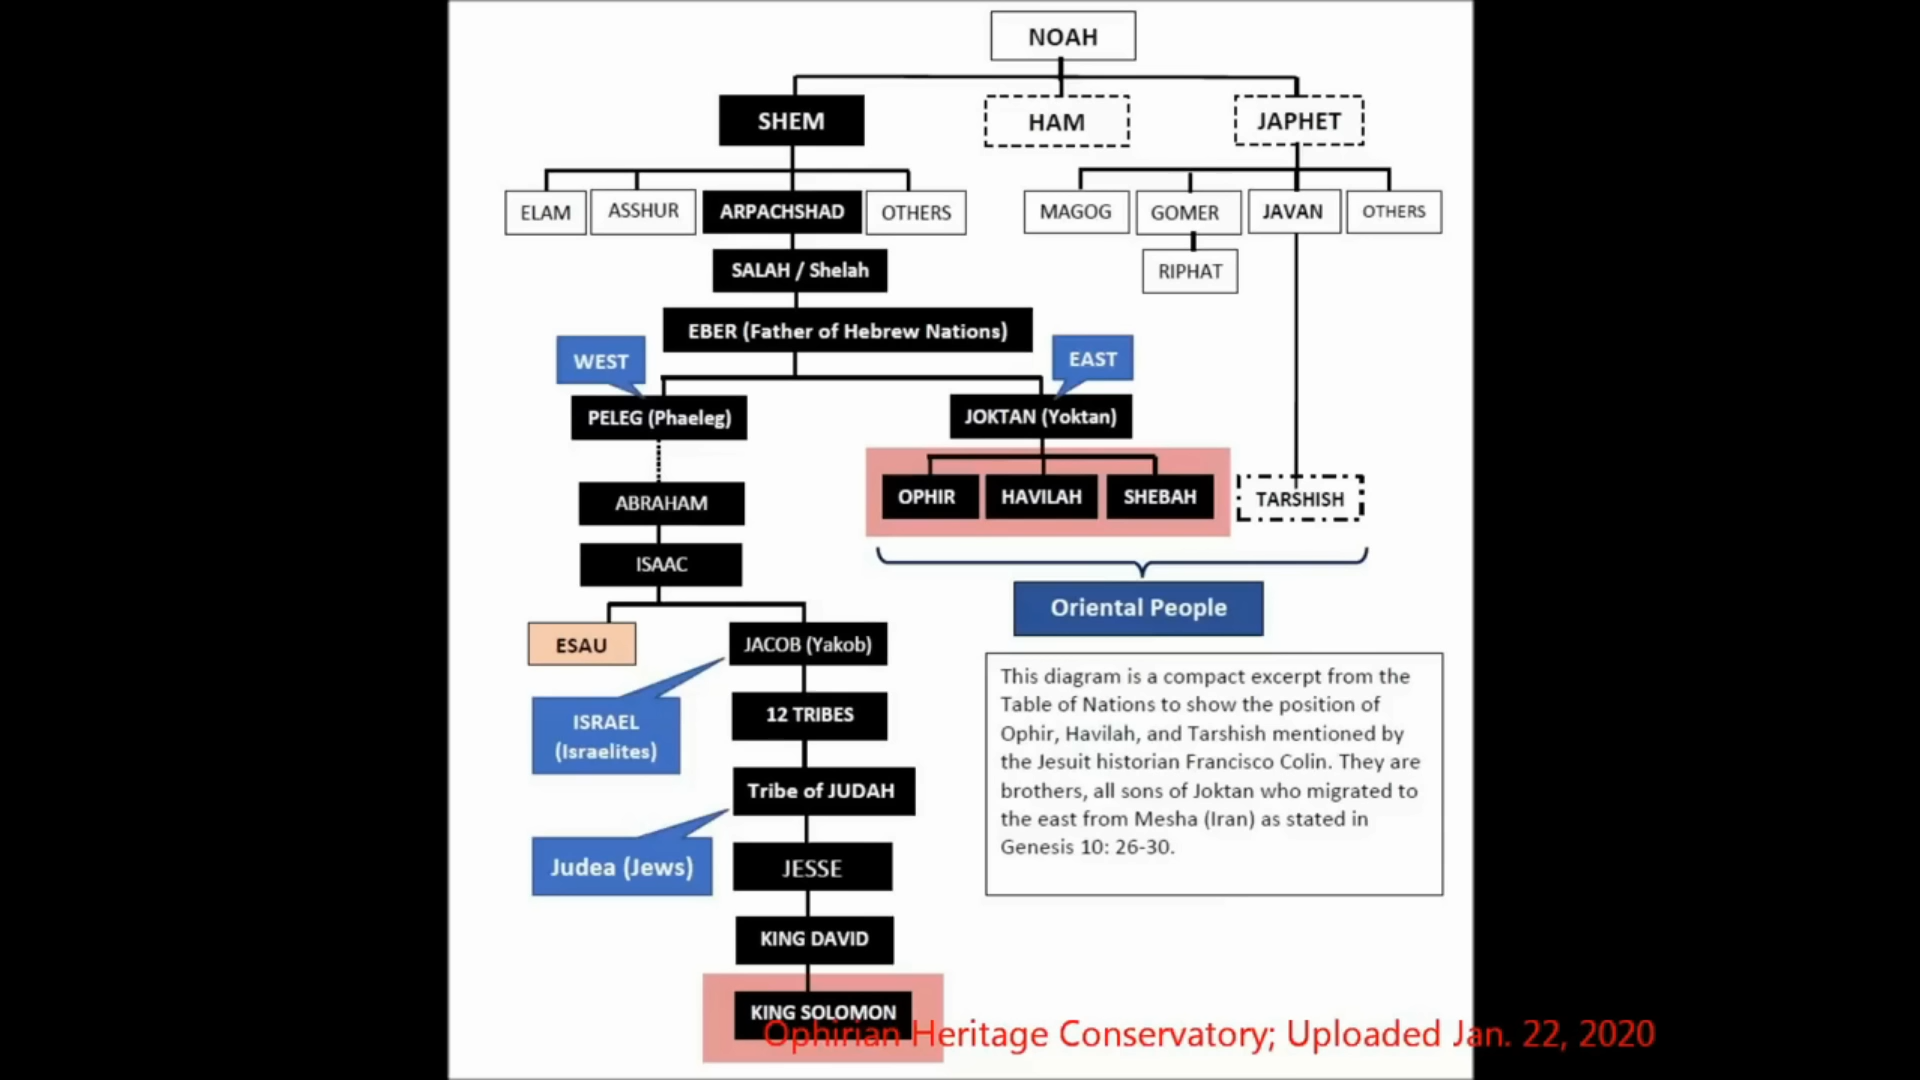 NOAH
SHEM
HAM
JAPHET
ELAM
ASSHUR
ARPACHSHAD
OTHERS
MAGOG
GOMER
JAVAN
OTHERS
SALAH / Shelah
RIPHAT
EBER (Father of Hebrew Nations)
WEST
EAST
PELEG (Phaeleg)
JOKTAN (Yoktan)
OPHIR
HAVILAH
SHEBAH
TARSHISH
ABRAHAM
ISAAC
Oriental People
ESAU
JACOB (Yakob)
ISRAEL
(Israelites)
12 TRIBES
Tribe of JUDAH
Judea (Jews)
JESSE
KING DAVID
KING SOLOMON
This diagram is a compact excerpt from the
Table of Nations to show the position of
Ophir, Havilah, and Tarshish mentioned by
the Jesuit historian Francisco Colin. They are
brothers, all sons of Joktan who migrated to
the east from Mesha (Iran) as stated in
Genesis 10: 26-30.
Ophirian Heritage Conservatory; Uploaded Jan. 22, 2020